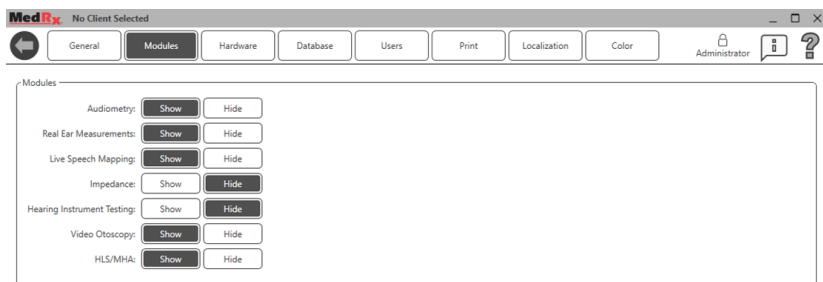 MedRx No Client Selected
General Modules Hardware Database Users Print Localization Color Administrator
Modules
Audiometry: Show Hide
Real Ear Measurements: Show Hide
Live Speech Mapping: Show Hide
Impedance: Show Hide
Hearing Instrument Testing: Show Hide
Video Otoscopy: Show Hide
HLS/MHA: Show Hide